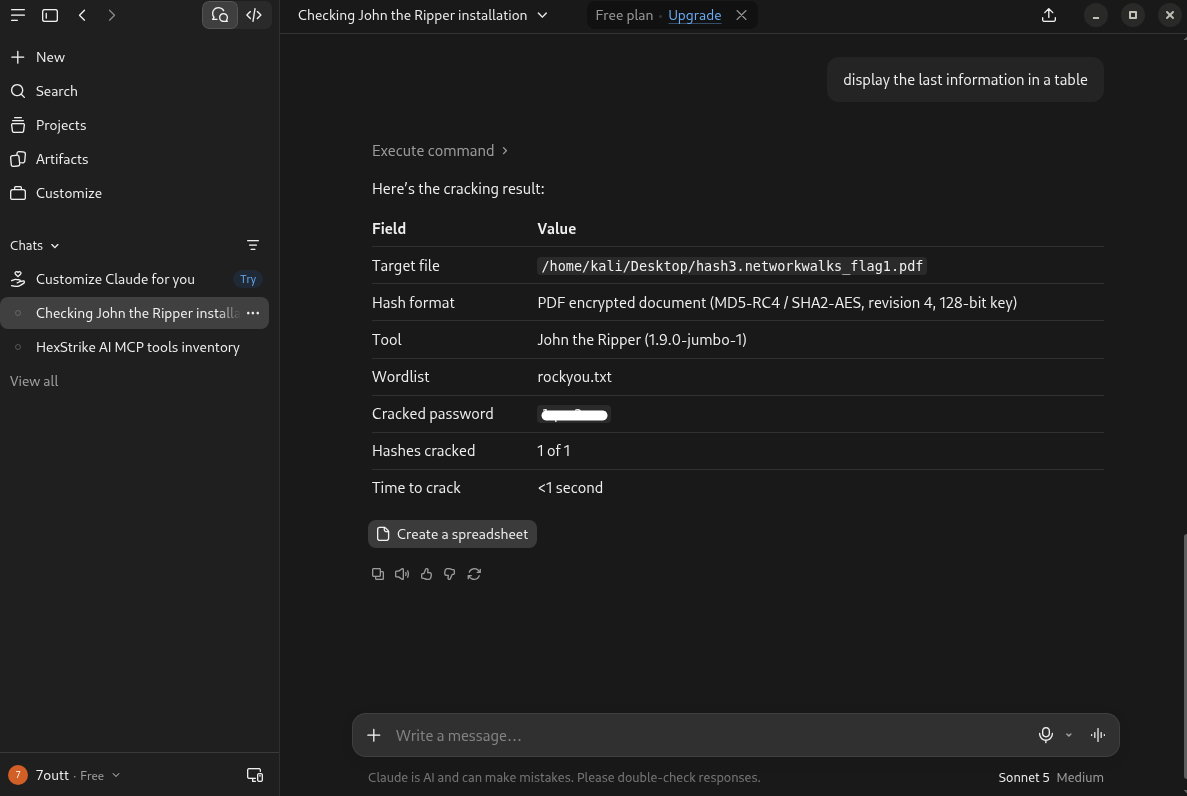 Checking John the Ripper installation
Free plan · Upgrade
New
Search
Projects
Artifacts
Customize
Chats
Customize Claude for you Try
Checking John the Ripper installa
HexStrike AI MCP tools inventory
View all
7 7outt · Free
display the last information in a table
Execute command
Here's the cracking result:
Field Value
Target file /home/kali/Desktop/hash3.networkwalks_flag1.pdf
Hash format PDF encrypted document (MD5-RC4 / SHA2-AES, revision 4, 128-bit key)
Tool John the Ripper (1.9.0-jumbo-1)
Wordlist rockyou.txt
Cracked password
Hashes cracked 1 of 1
Time to crack <1 second
Create a spreadsheet
Write a message…
Claude is AI and can make mistakes. Please double-check responses.
Sonnet 5 Medium